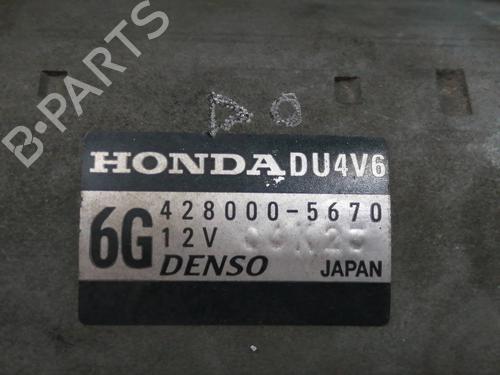 B-PARTS
HONDA DU4V6
6G 428000-5670
12V
DENSO JAPAN